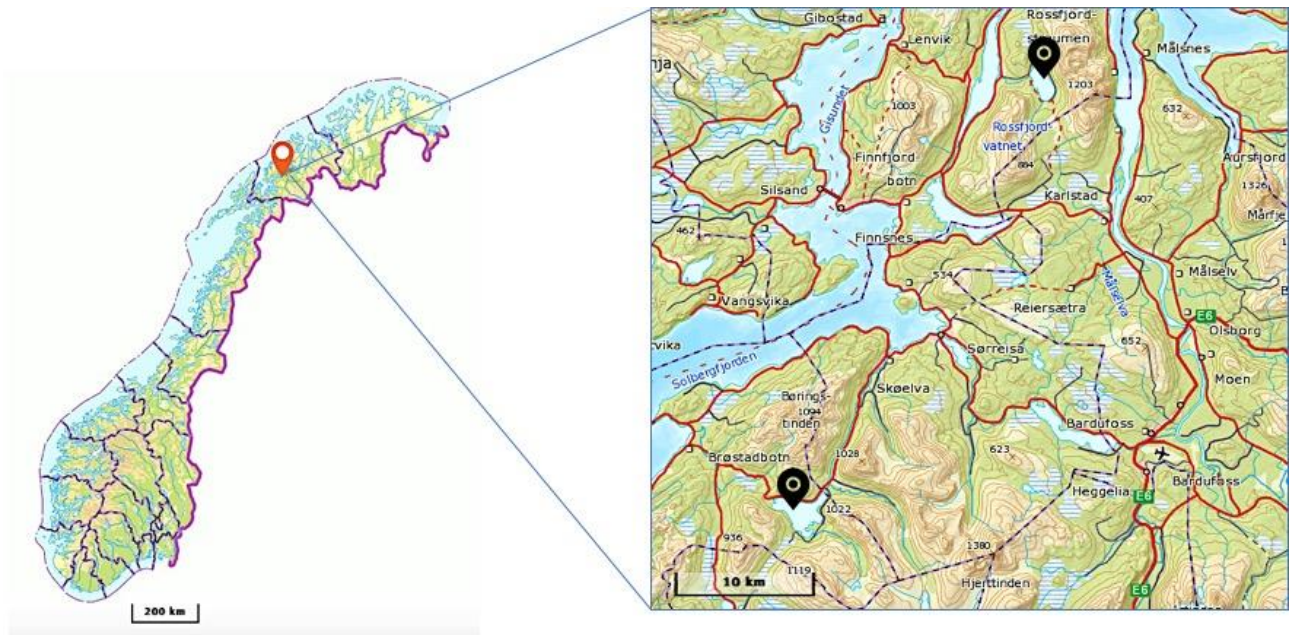 Gibostad
Rossfjord-
straumen
Lenvik
Målsnes
nja
1203
Gisundet
1003
632
Rossfjord-
vatnet
Finnfjord
botn
884
Aursfjord
Silsand
Karlstad
1326
407
Mårfje
462
Finnsnes
Målselv
534
Målselva
Vangsvika
Reiersætra
E6
Olsborg
vika
652
Sørreisa
Solbergfjorden
Skøelva
Moen
Børings-
1094
tinden
Bardufoss
Brøstadbotn
1028
623
Heggelia
Bardufoss
E6
1022
936
1380
1119
Hjerttinden
10 km
E6
200 km